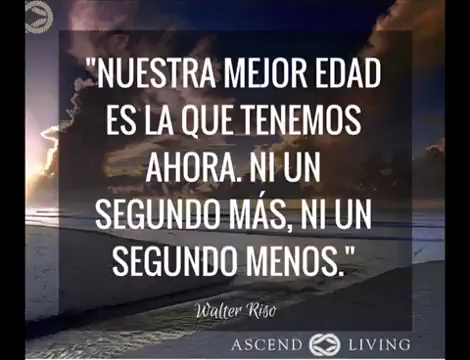 "NUESTRA MEJOR EDAD
ES LA QUE TENEMOS
AHORA. NI UN
SEGUNDO MÁS, NI UN
SEGUNDO MENOS."
Walter Riso
ASCEND LIVING